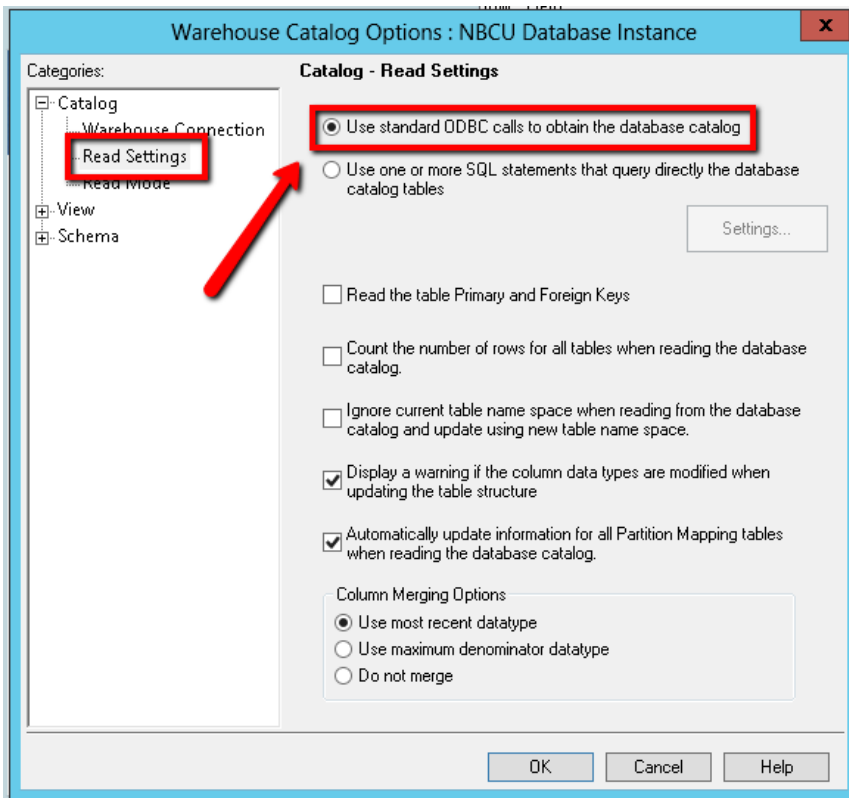 Warehouse Catalog Options : NBCU Database Instance
x
Categories:
Catalog
Warehouse Connection
Read Settings
Read Mode
View
Schema
Catalog - Read Settings
Use standard ODBC calls to obtain the database catalog
Use one or more SQL statements that query directly the database
catalog tables
Settings...
Read the table Primary and Foreign Keys
Count the number of rows for all tables when reading the database
catalog.
Ignore current table name space when reading from the database
catalog and update using new table name space.
Display a warning if the column data types are modified when
updating the table structure
Automatically update information for all Partition Mapping tables
when reading the database catalog.
Column Merging Options
Use most recent datatype
Use maximum denominator datatype
Do not merge
OK
Cancel
Help